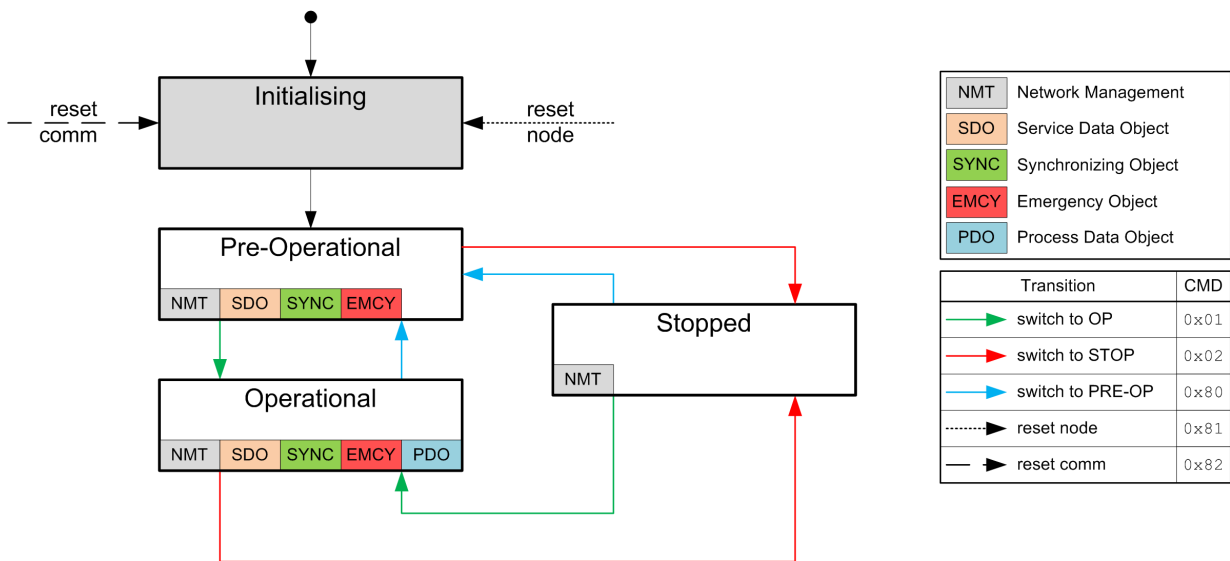 Initialising
reset
comm
reset
node
Pre-Operational
NMT SDO SYNC EMCY
Stopped
NMT
Operational
NMT SDO SYNC EMCY PDO
NMT Network Management
SDO Service Data Object
SYNC Synchronizing Object
EMCY Emergency Object
PDO Process Data Object
Transition CMD
switch to OP 0x01
switch to STOP 0x02
switch to PRE-OP 0x80
reset node 0x81
reset comm 0x82